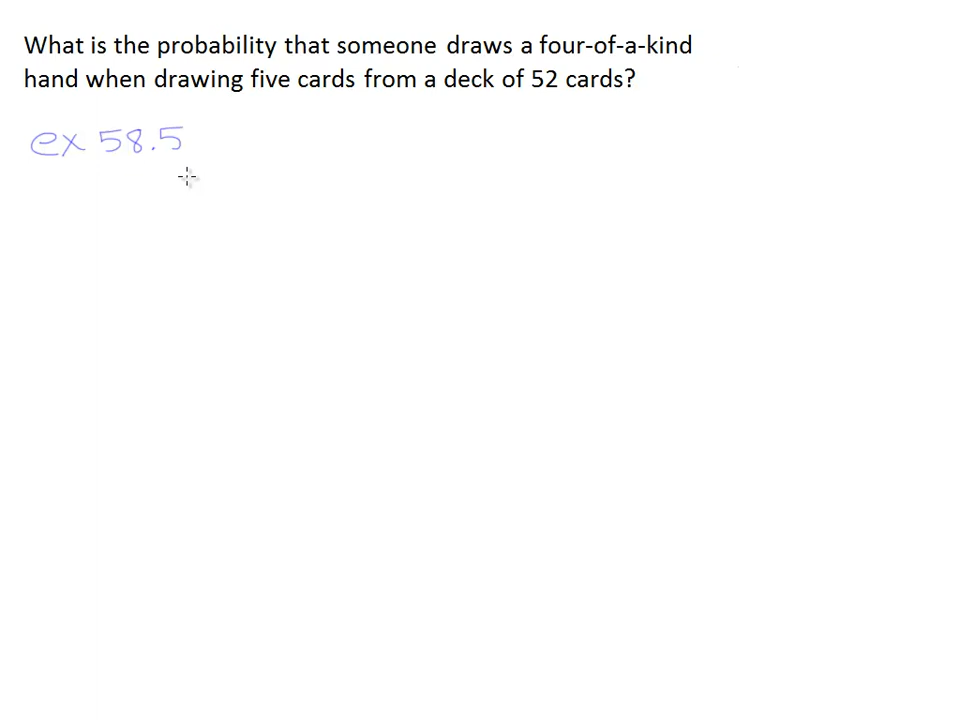 What is the probability that someone draws a four-of-a-kind
hand when drawing five cards from a deck of 52 cards?
ex 58.5